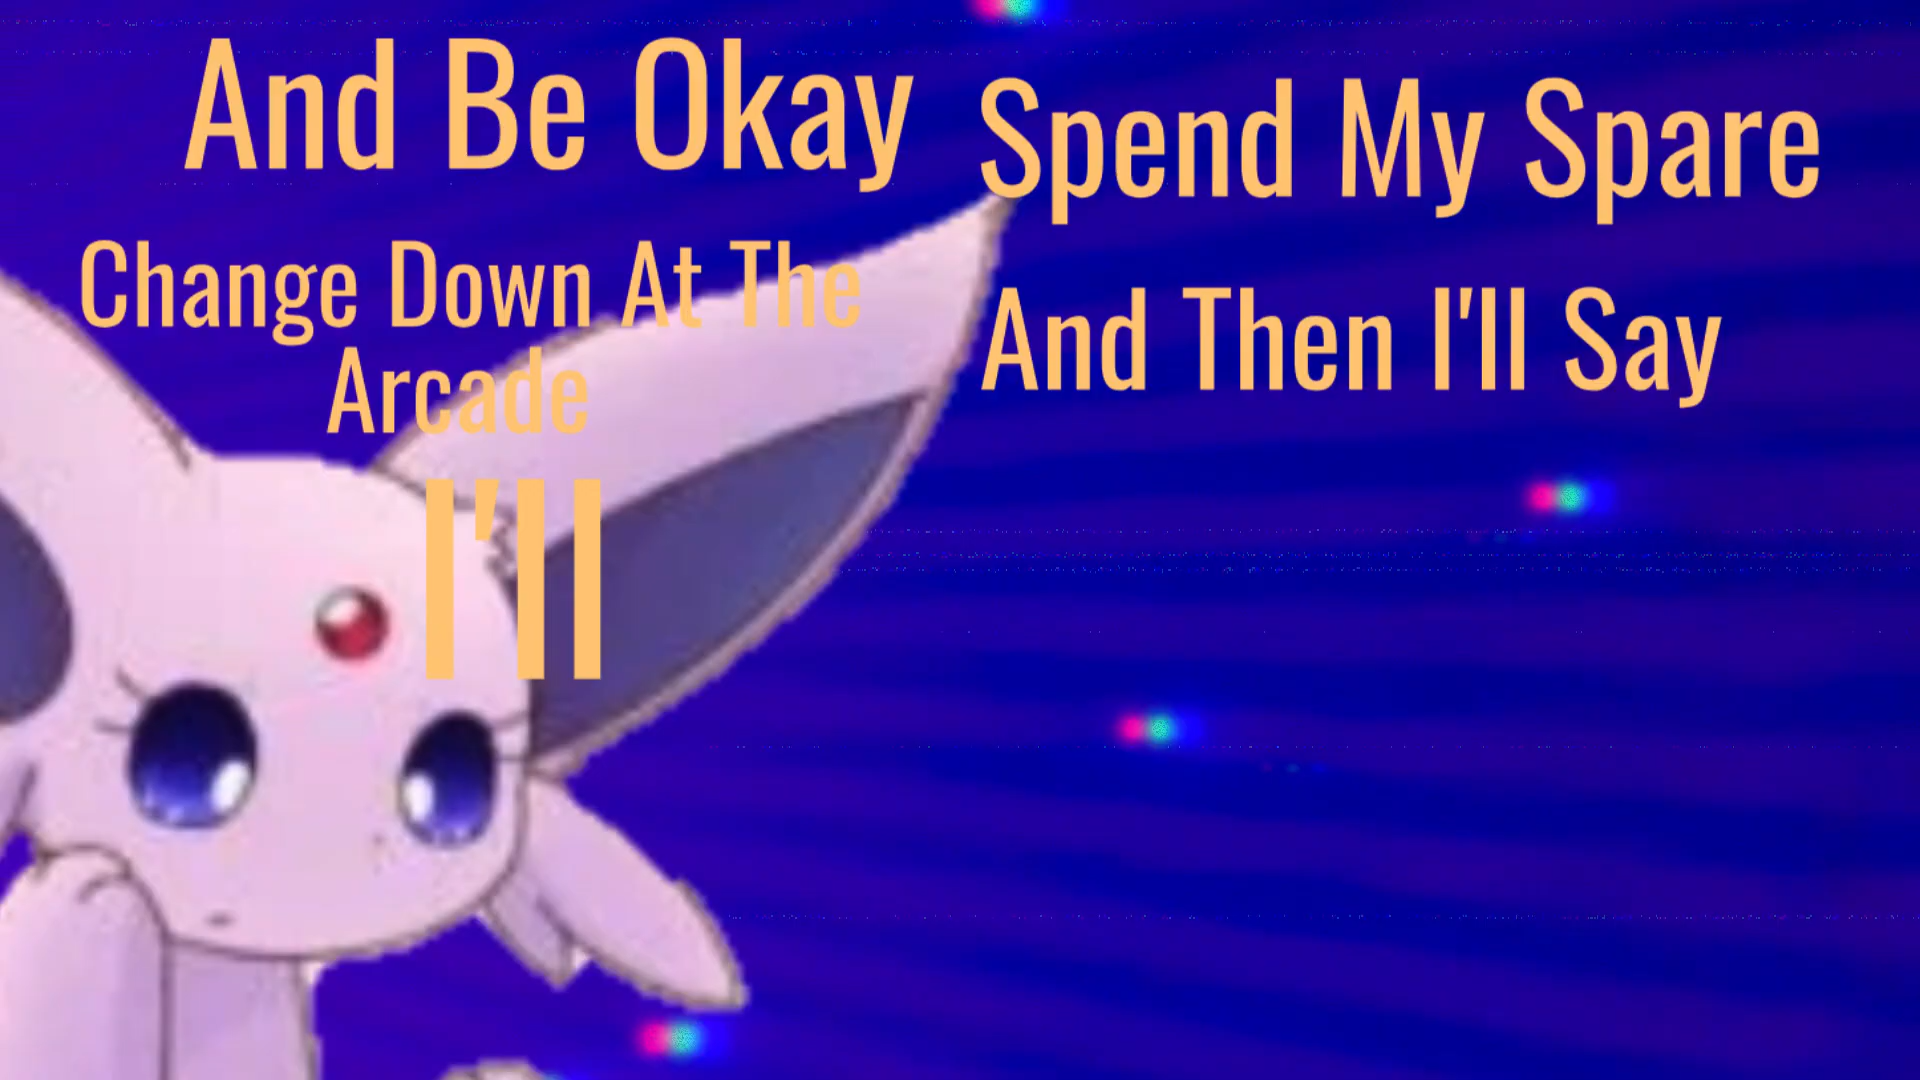 And Be Okay
Spend My Spare
Change Down At The
Arcade
And Then I'll Say
I'll